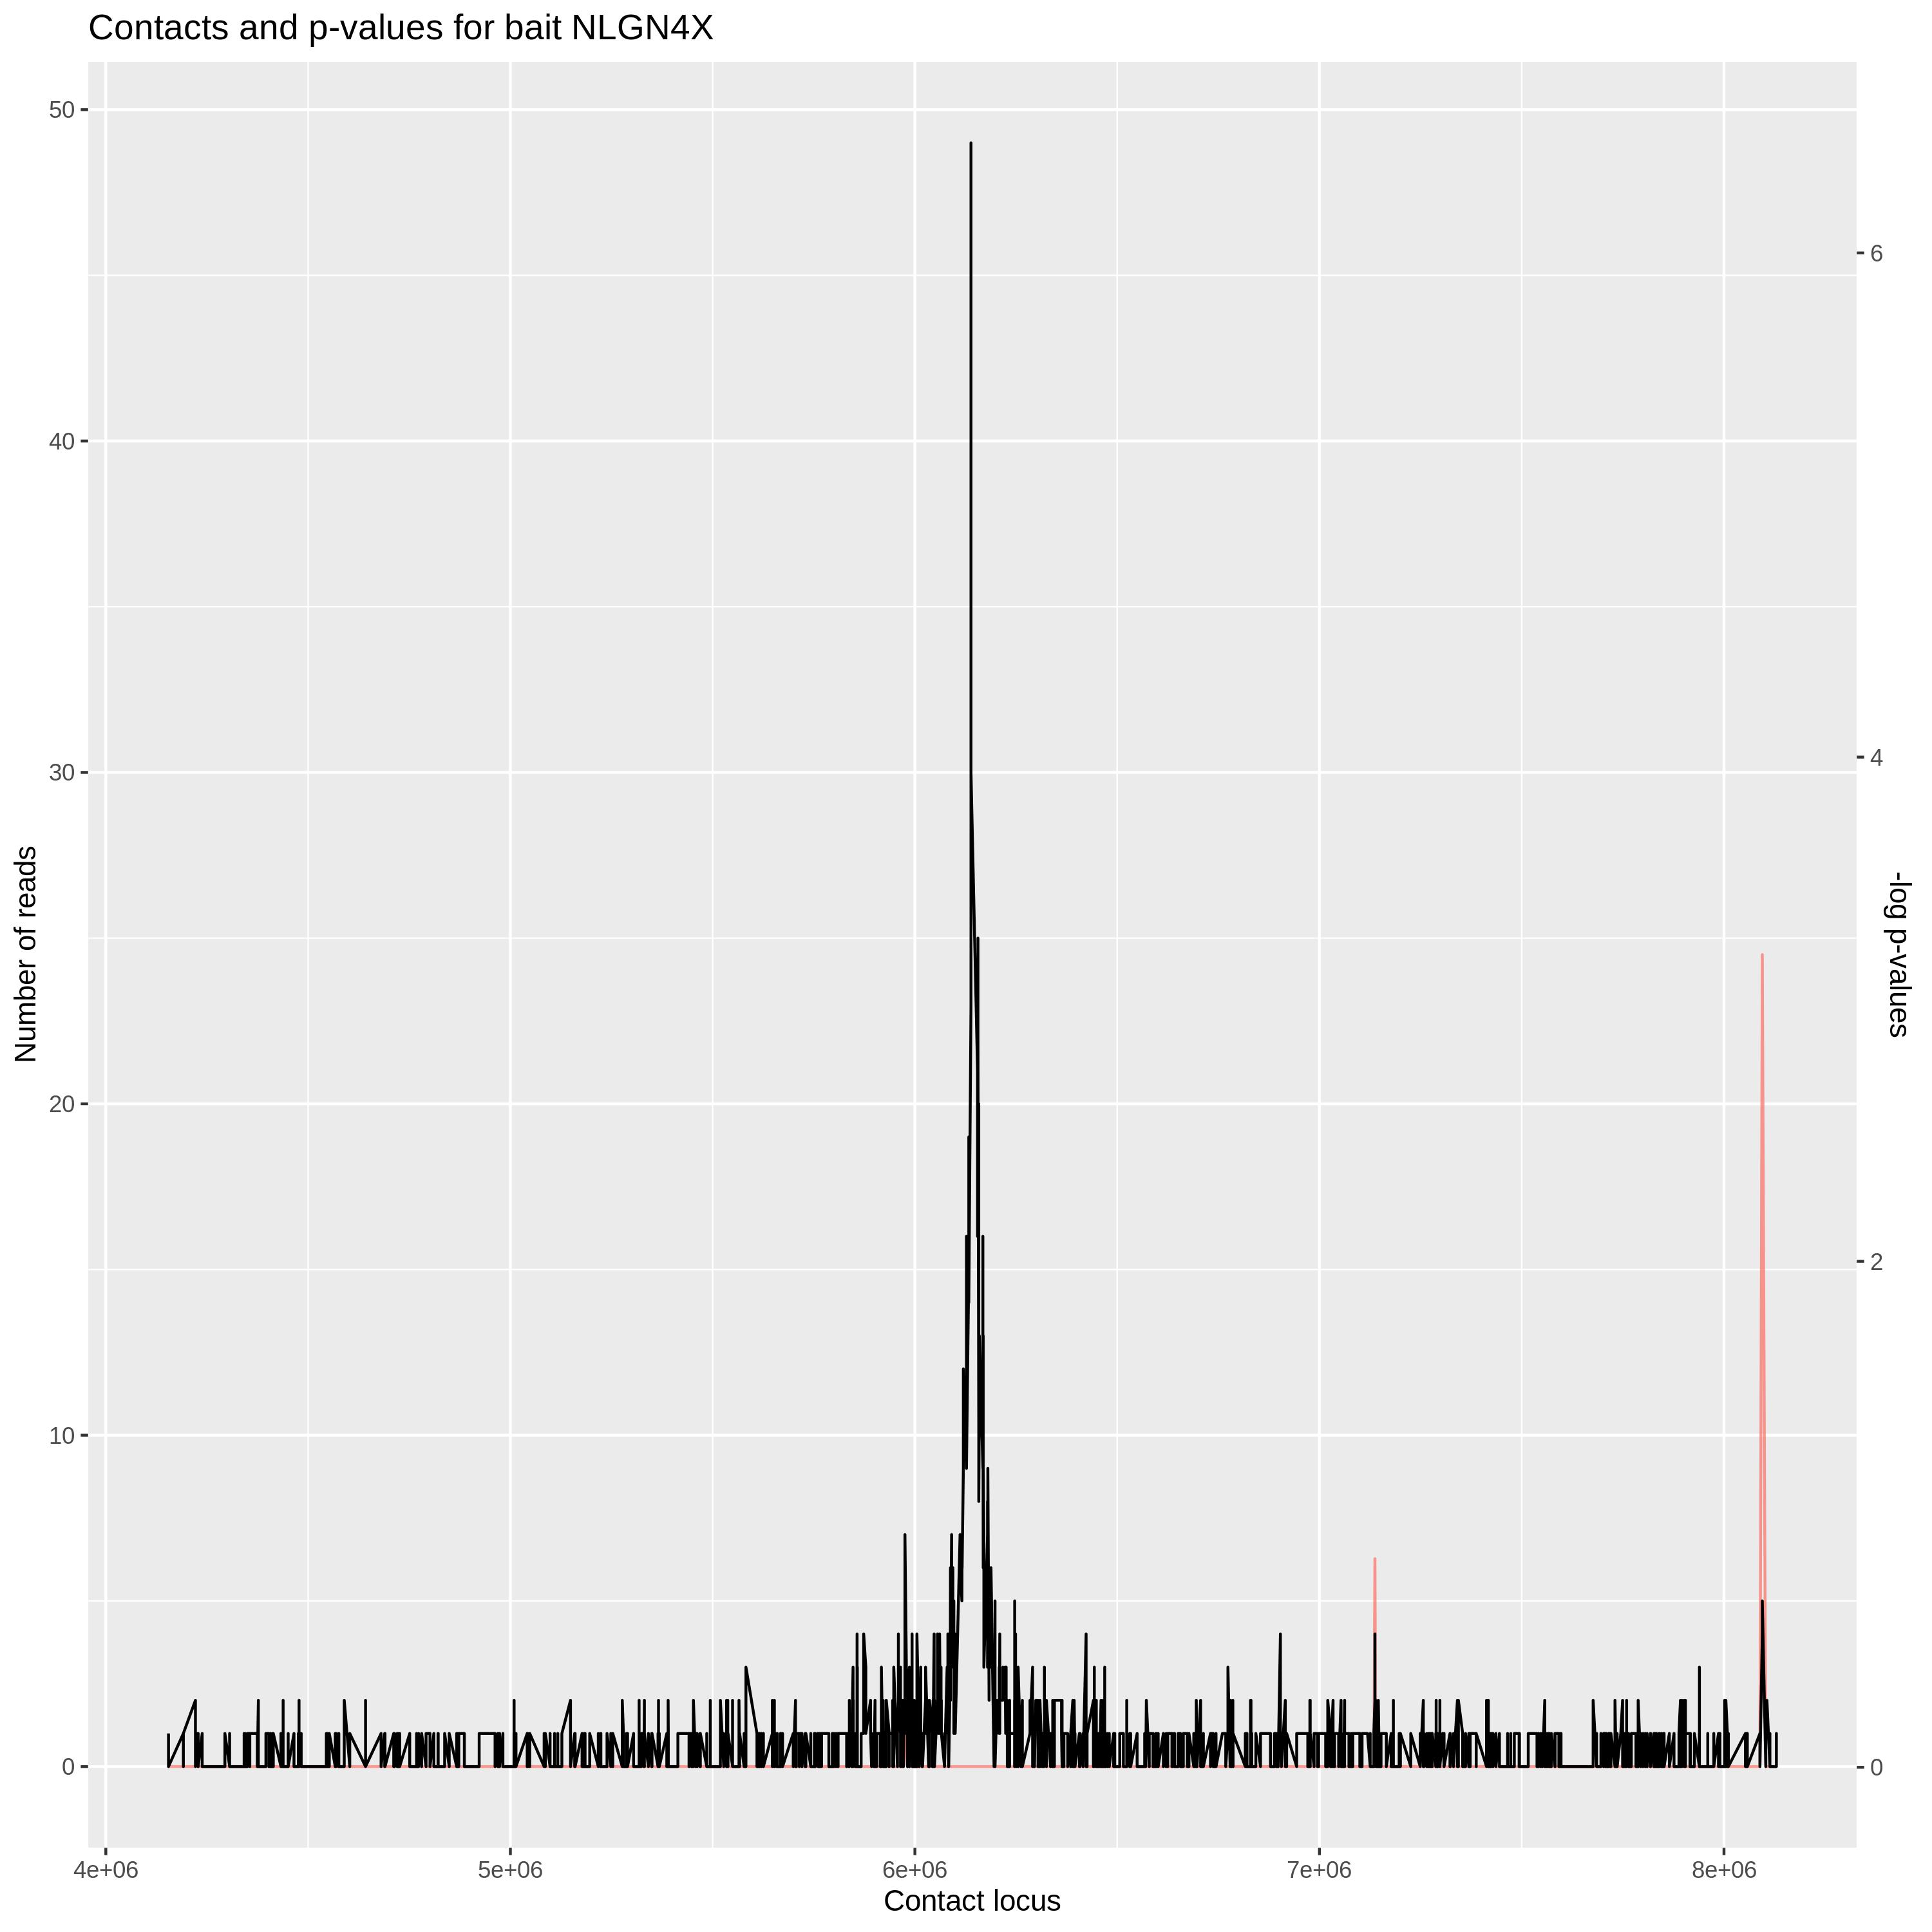 Contacts and p-values for bait NLGN4X
50
40
30
20
10
0
Number of reads
6
4
2
0
-log p-values
4e+06
5e+06
6e+06
7e+06
8e+06
Contact locus